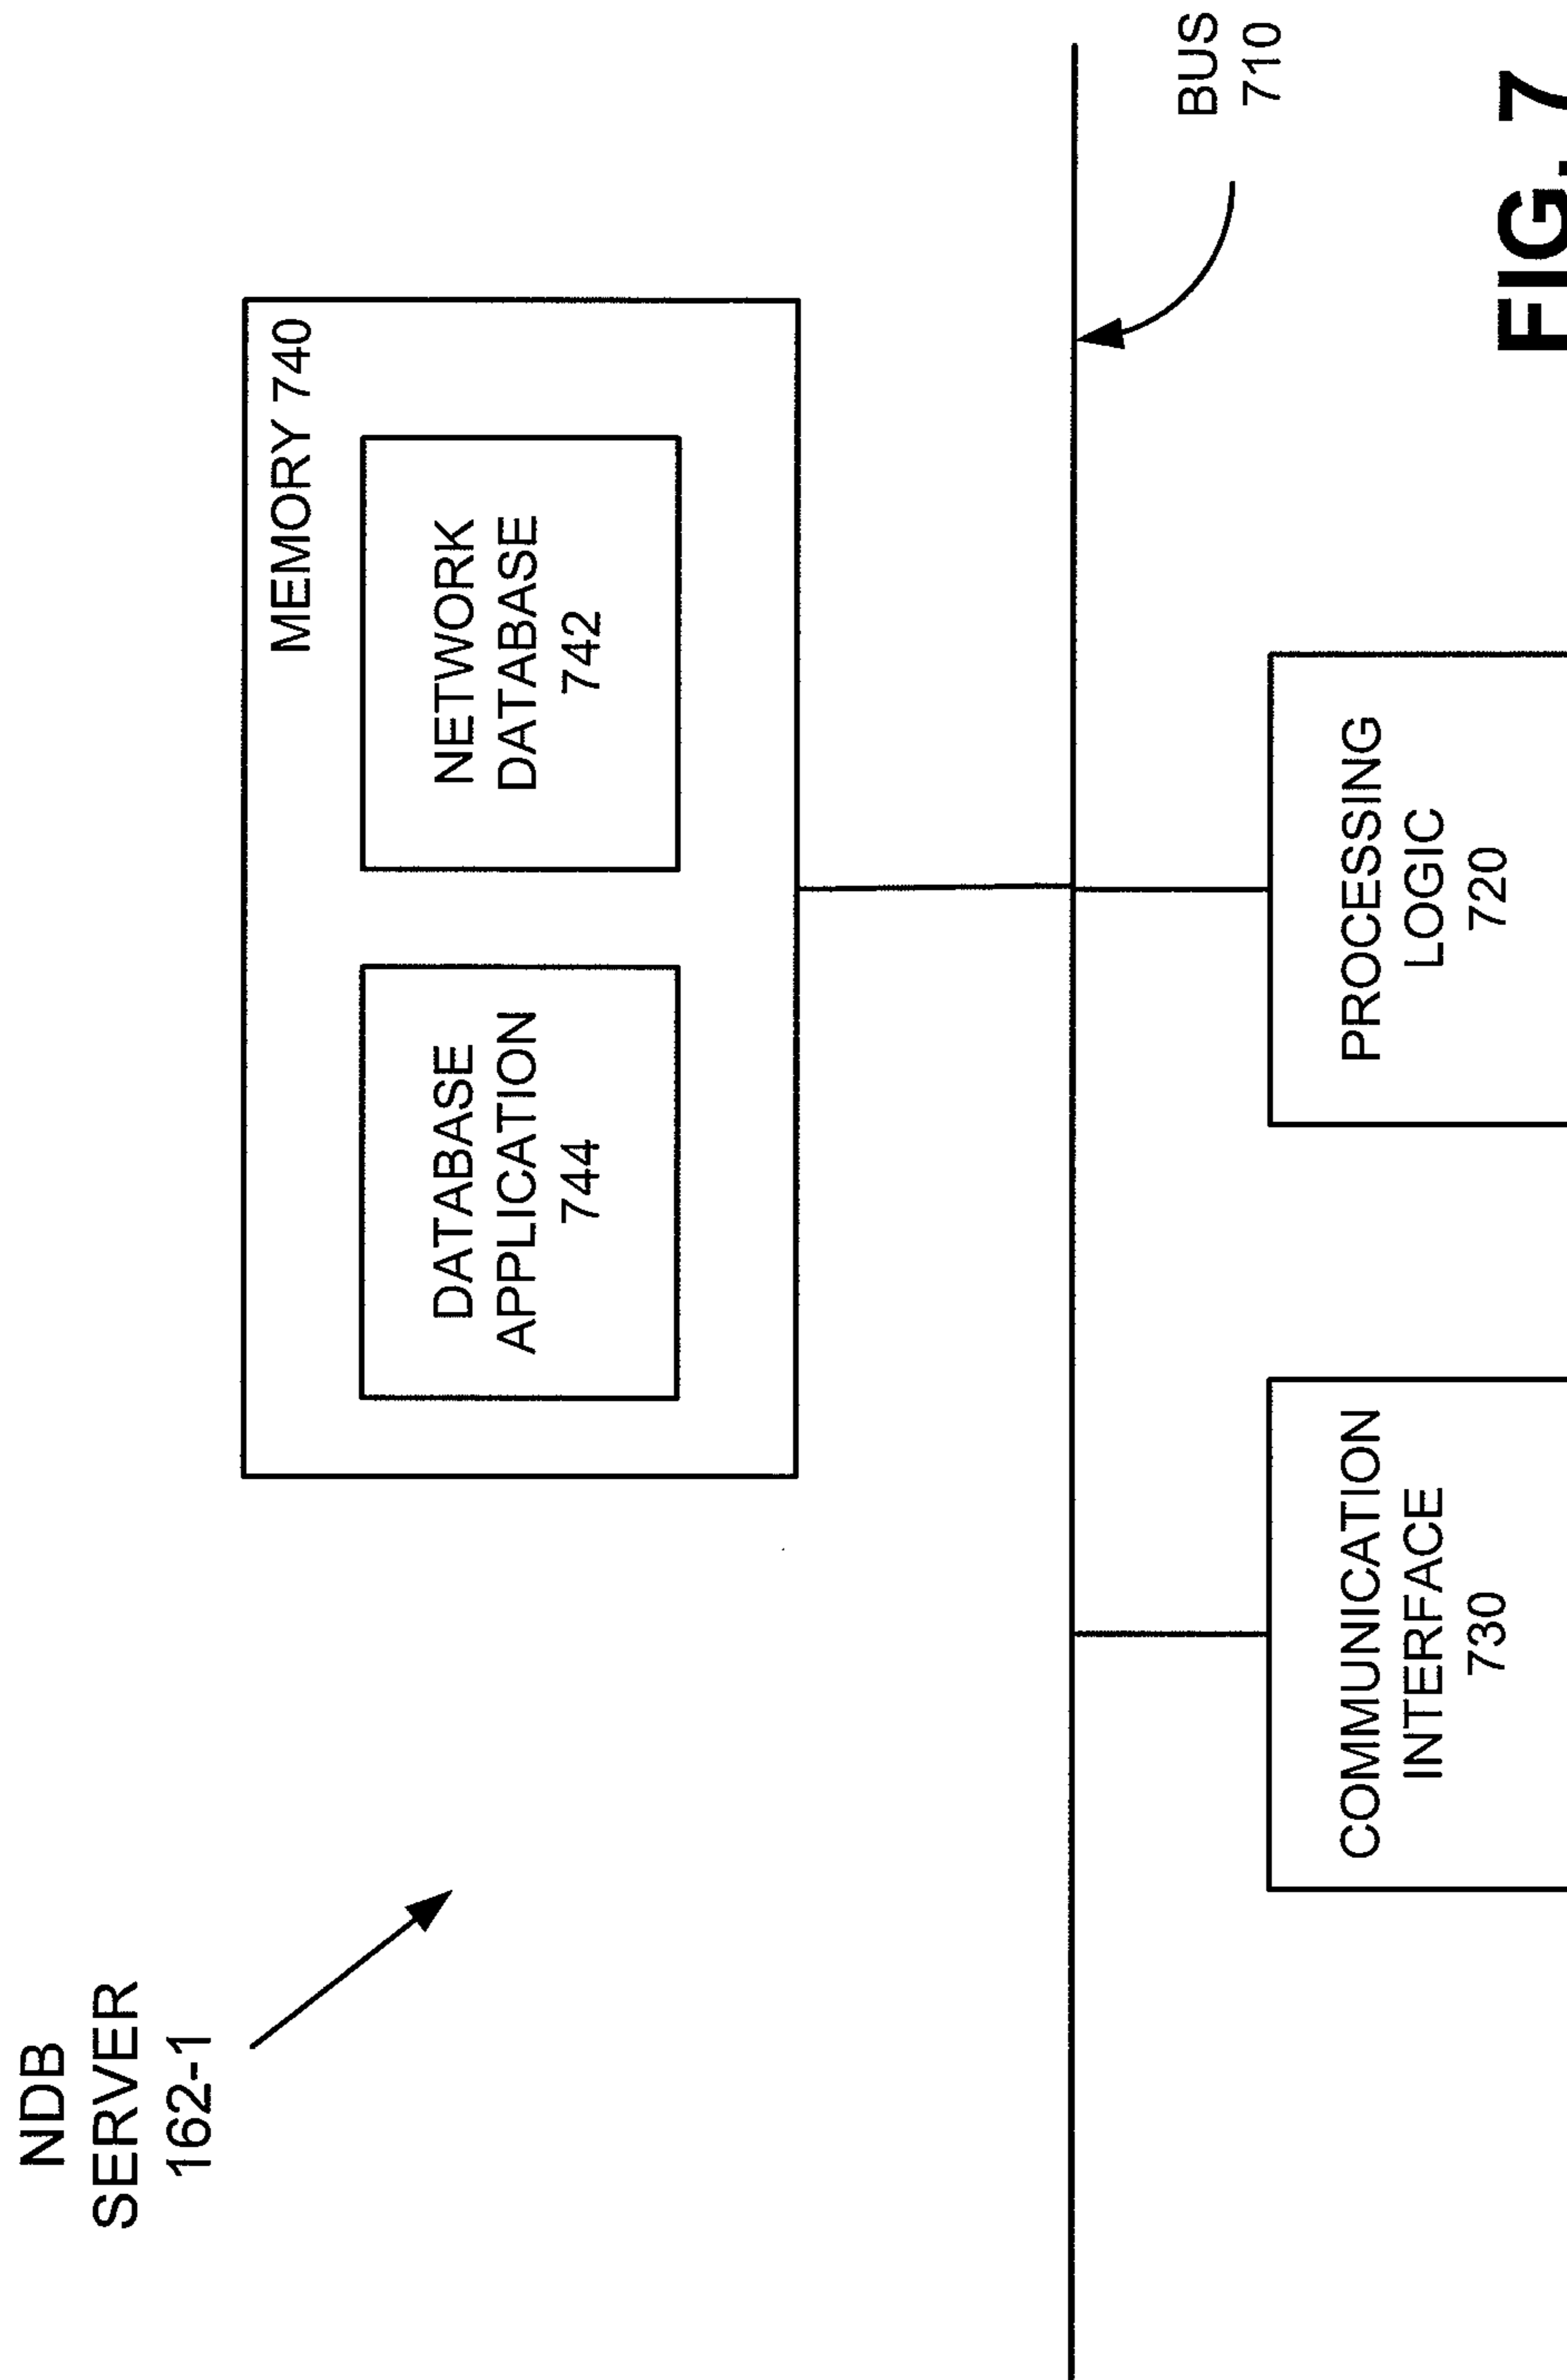 NDB
SERVER
162-1
MEMORY 740
DATABASE
APPLICATION
744
NETWORK
DATABASE
742
BUS
710
COMMUNICATION
INTERFACE
730
PROCESSING
LOGIC
720
FIG. 7